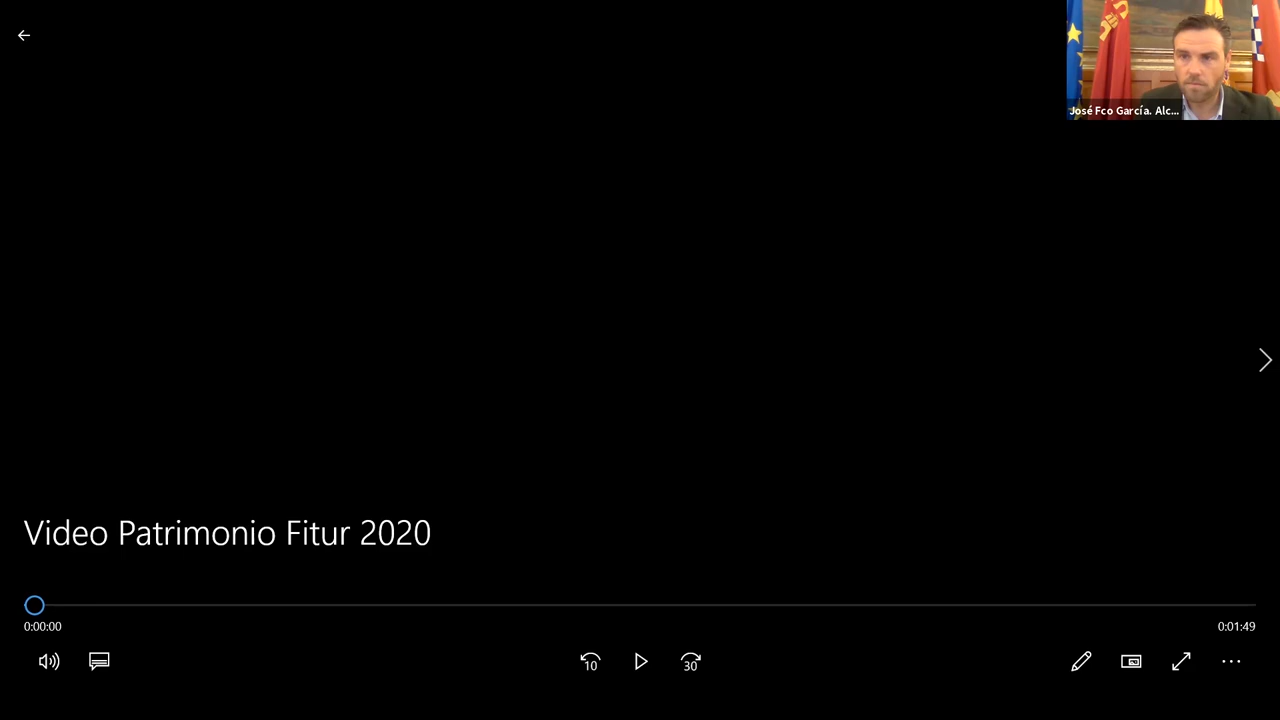 José Fco García. Alc...
Video Patrimonio Fitur 2020
0:00:00
0:01:49
10
30